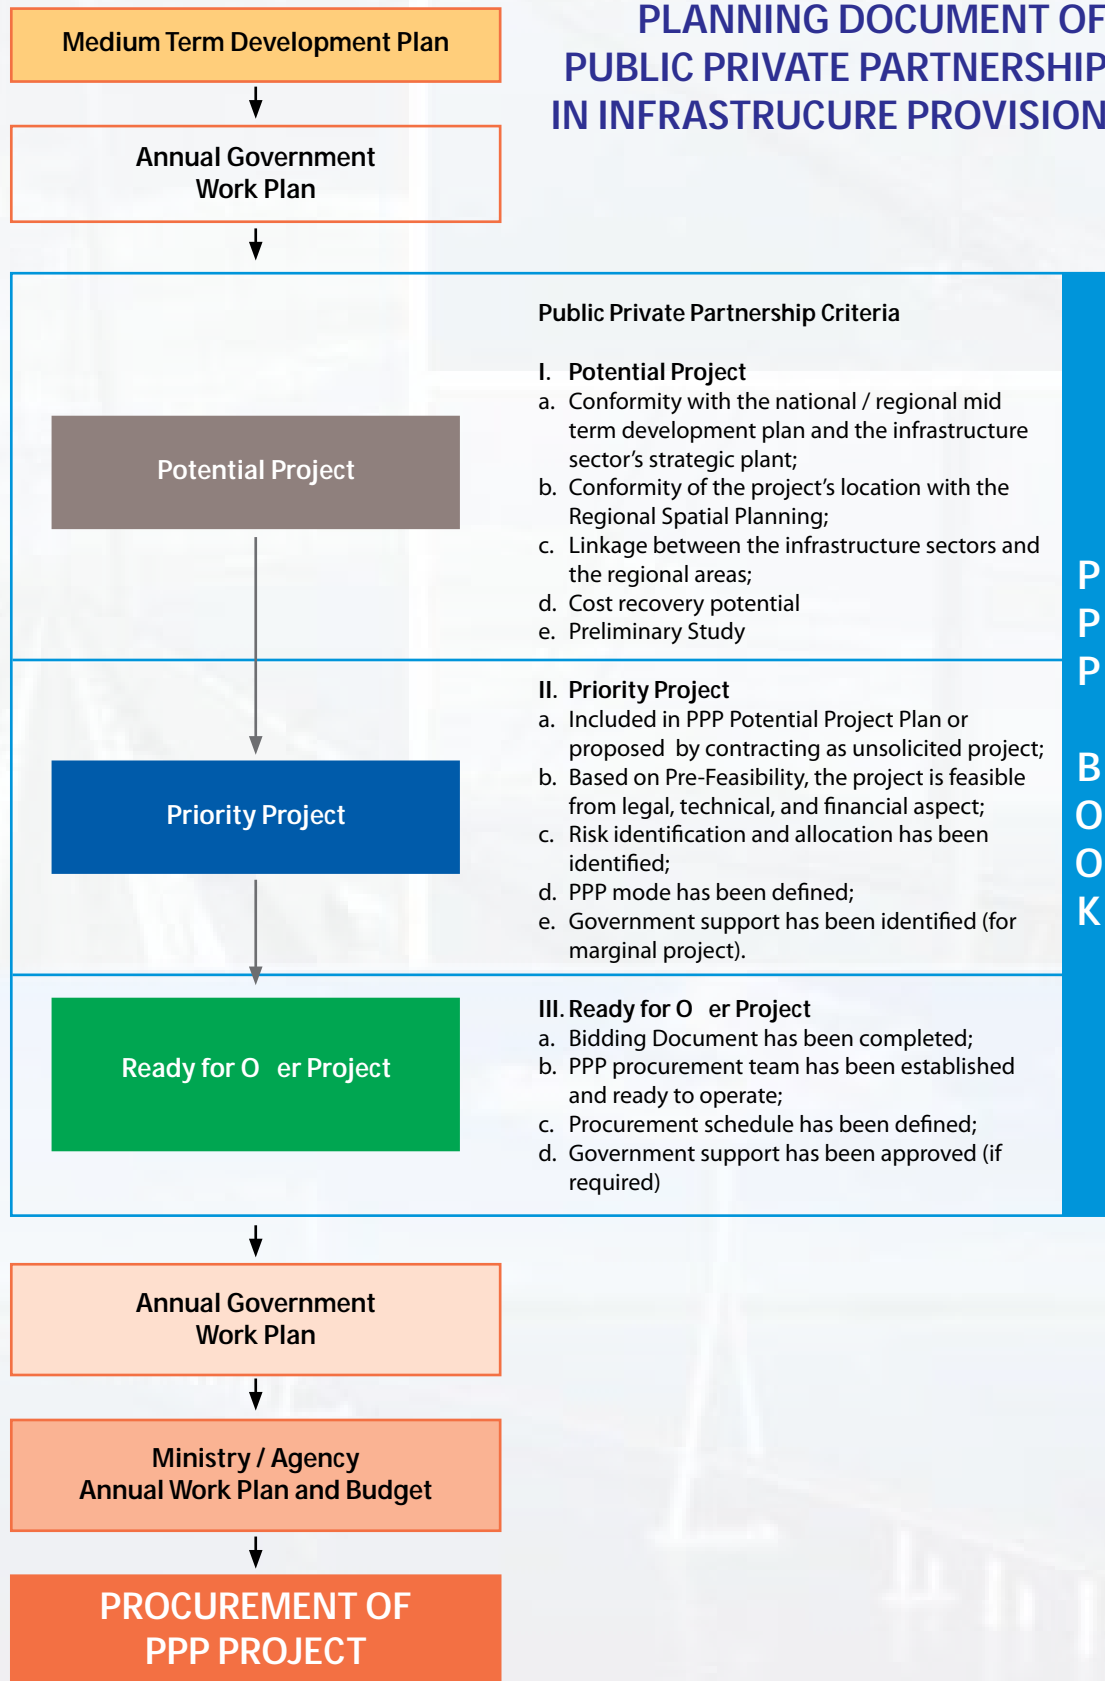 PLANNING DOCUMENT OF
PUBLIC PRIVATE PARTNERSHIP
IN INFRASTRUCURE PROVISION
Medium Term Development Plan
Annual Government
Work Plan
Public Private Partnership Criteria
Potential Project
I. Potential Project
a. Conformity with the national / regional mid
term development plan and the infrastructure
sector’s strategic plant;
b. Conformity of the project’s location with the
Regional Spatial Planning;
c. Linkage between the infrastructure sectors and
the regional areas;
d. Cost recovery potential
e. Preliminary Study
Priority Project
II. Priority Project
a. Included in PPP Potential Project Plan or
proposed by contracting as unsolicited project;
b. Based on Pre-Feasibility, the project is feasible
from legal, technical, and financial aspect;
c. Risk identification and allocation has been
identified;
d. PPP mode has been defined;
e. Government support has been identified (for
marginal project).
Ready for O er Project
III. Ready for O er Project
a. Bidding Document has been completed;
b. PPP procurement team has been established
and ready to operate;
c. Procurement schedule has been defined;
d. Government support has been approved (if
required)
PPP BOOK
Annual Government
Work Plan
Ministry / Agency
Annual Work Plan and Budget
PROCUREMENT OF
PPP PROJECT